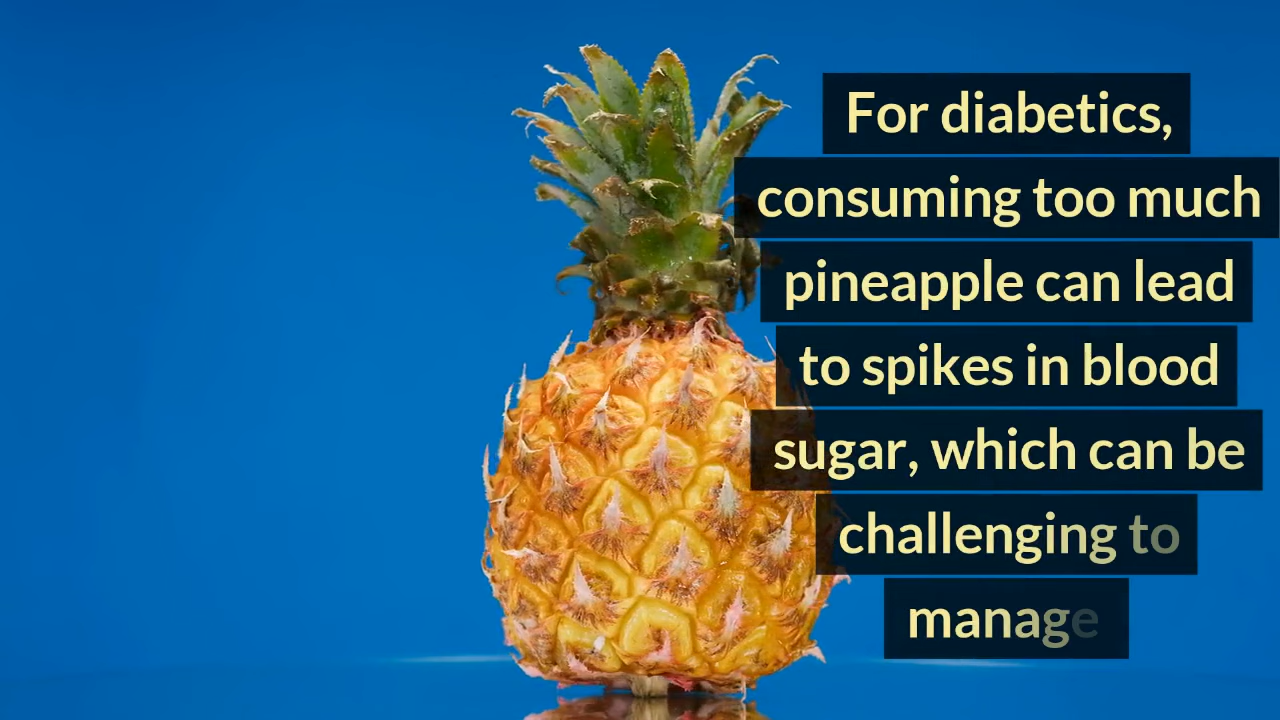 For diabetics,
consuming too much
pineapple can lead
to spikes in blood
sugar, which can be
challenging to
manage